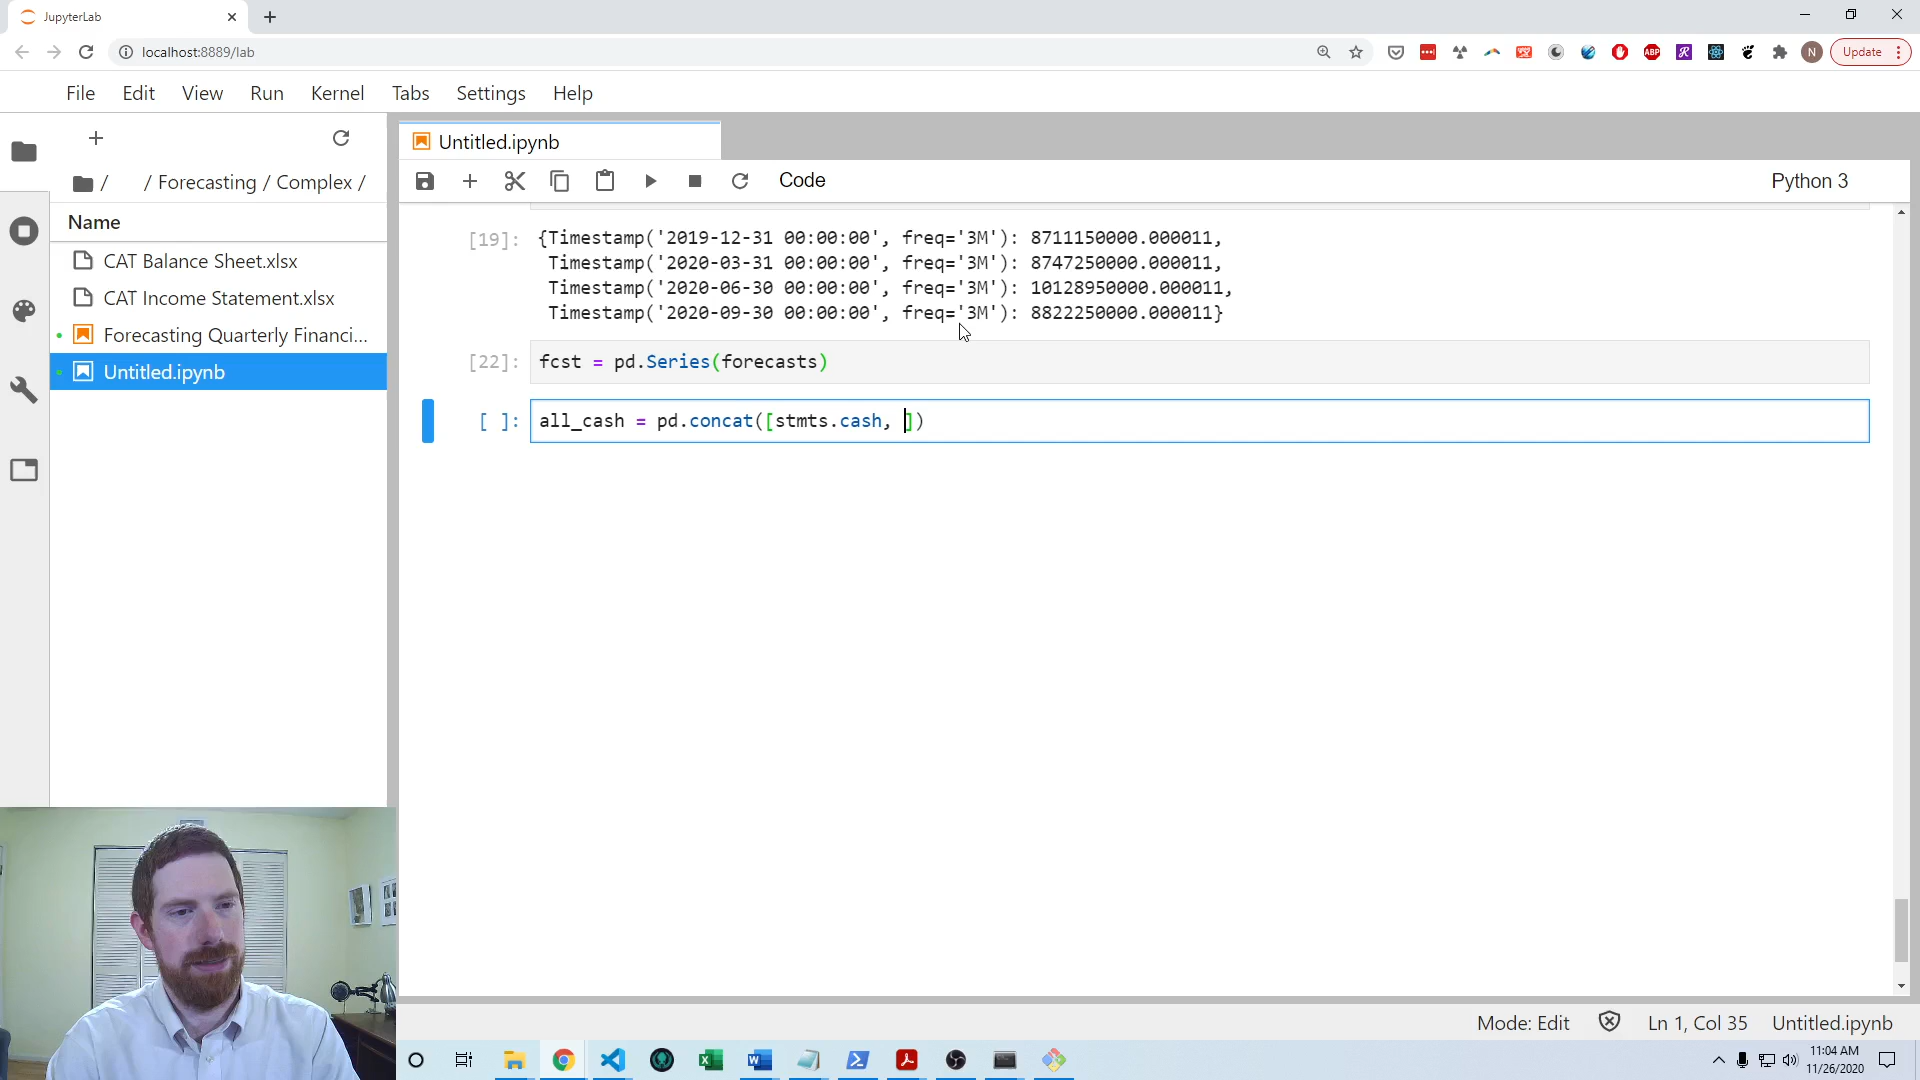 JupyterLab
localhost:8889/lab
ABP
N
Update
File Edit View Run Kernel Tabs Settings Help
/ / Forecasting / Complex /
Name
CAT Balance Sheet.xlsx
CAT Income Statement.xlsx
Forecasting Quarterly Financi...
Untitled.ipynb
Untitled.ipynb
Code
Python 3
[19]: {Timestamp('2019-12-31 00:00:00', freq='3M'): 8711150000.000011,
Timestamp('2020-03-31 00:00:00', freq='3M'): 8747250000.000011,
Timestamp('2020-06-30 00:00:00', freq='3M'): 10128950000.000011,
Timestamp('2020-09-30 00:00:00', freq='3M'): 8822250000.000011}
[22]: fcst = pd.Series(forecasts)
[ ]: all_cash = pd.concat([stmts.cash, ])
Mode: Edit Ln 1, Col 35 Untitled.ipynb
11:04 AM
11/26/2020